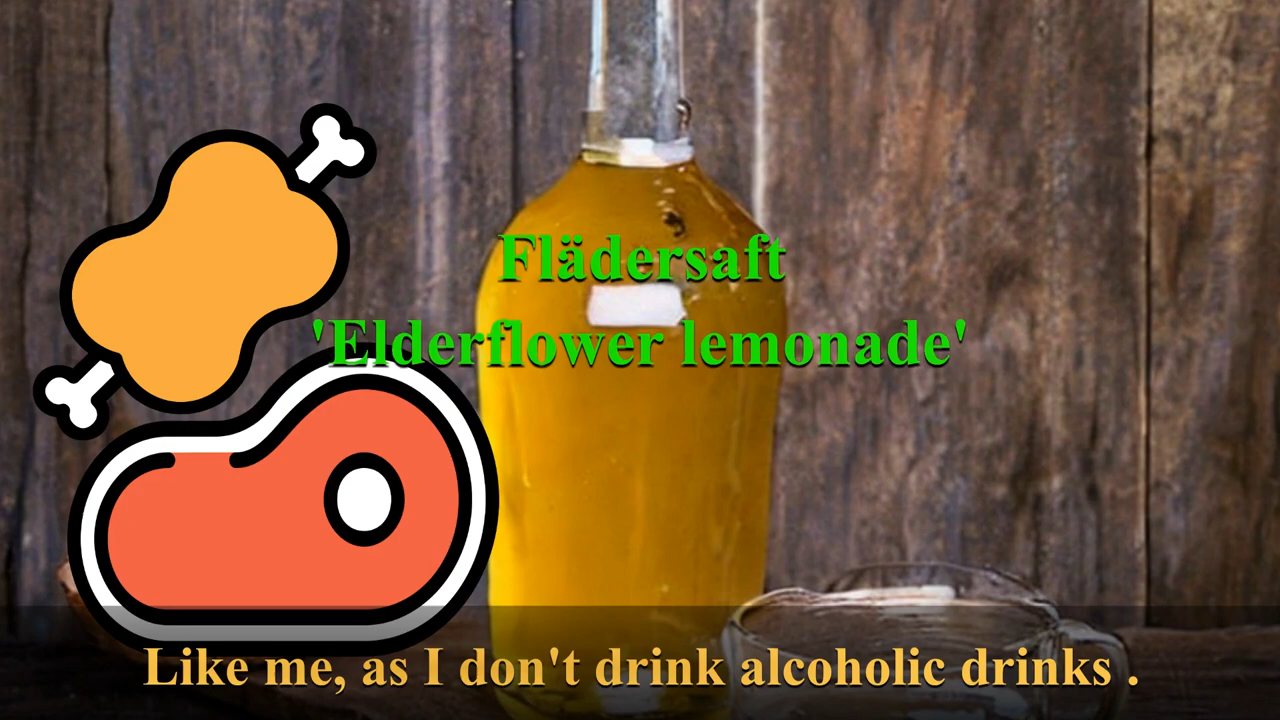 Flädersaft
'Elderflower lemonade'
Like me, as I don't drink alcoholic drinks .